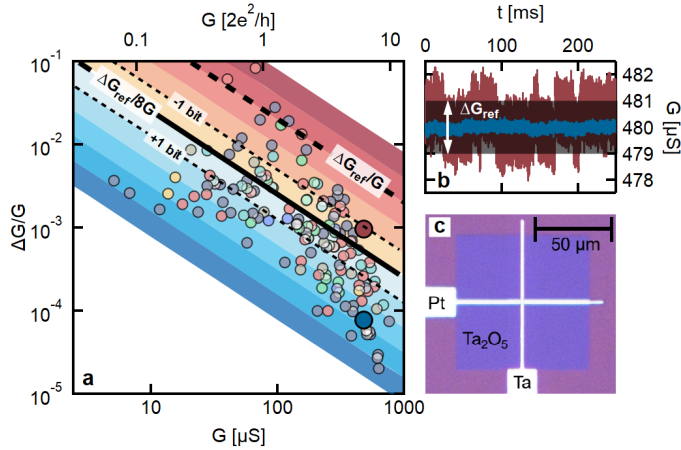 G [2e²/h]
0.1 1 10
t [ms]
0 100 200
10⁻¹
10⁻²
10⁻³
10⁻⁴
10⁻⁵
ΔG/G
ΔG_ref/8G
-1 bit
+1 bit
ΔG_ref/G
a
10 100 1000
G [µS]
ΔG_ref
b
482
481
480
479
478
G [µS]
c
50 µm
Pt
Ta₂O₅
Ta